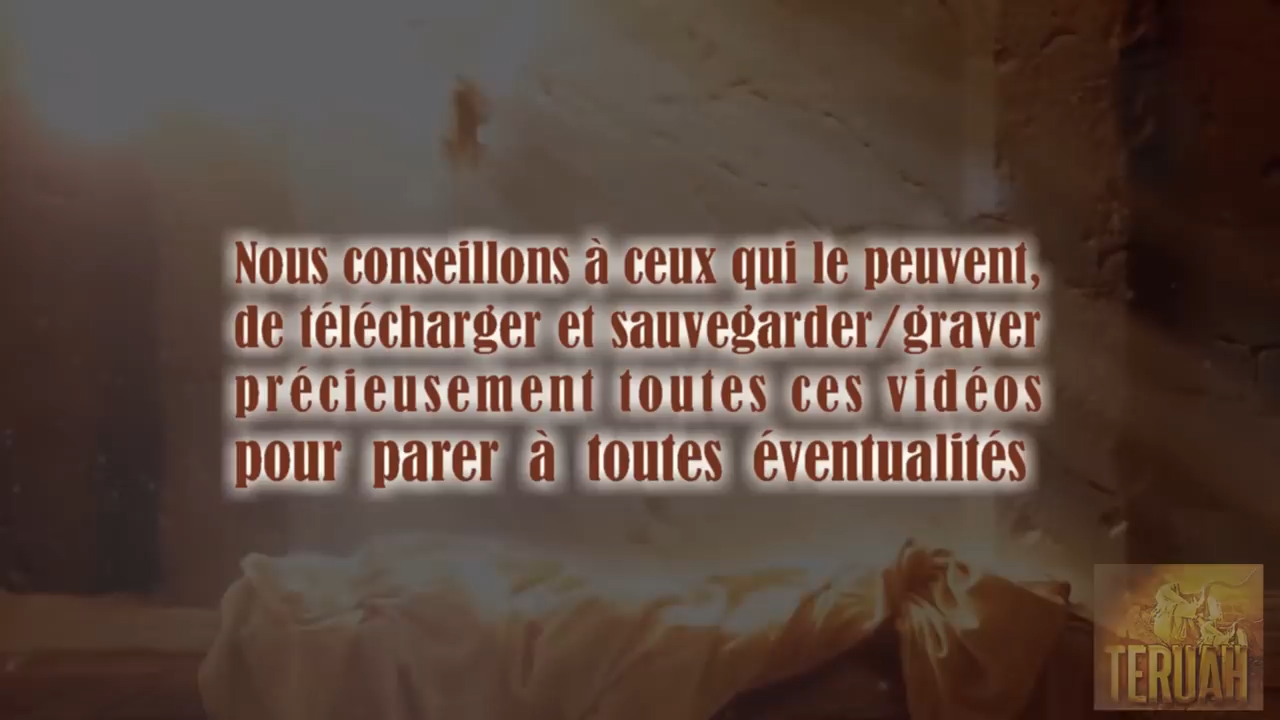 Nous conseillons à ceux qui le peuvent,
de télécharger et sauvegarder/graver
précieusement toutes ces vidéos
pour parer à toutes éventualités
TERUAH